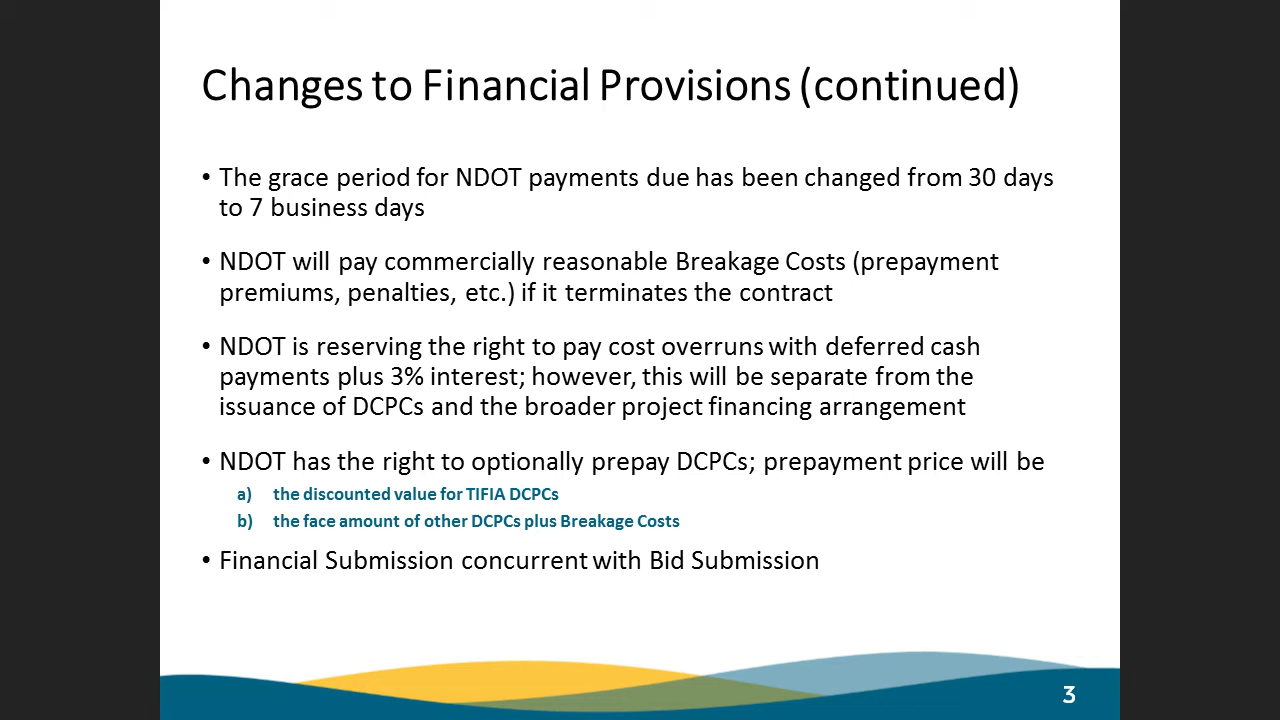 Changes to Financial Provisions (continued)
• The grace period for NDOT payments due has been changed from 30 days
to 7 business days
• NDOT will pay commercially reasonable Breakage Costs (prepayment
premiums, penalties, etc.) if it terminates the contract
• NDOT is reserving the right to pay cost overruns with deferred cash
payments plus 3% interest; however, this will be separate from the
issuance of DCPCs and the broader project financing arrangement
• NDOT has the right to optionally prepay DCPCs; prepayment price will be
a) the discounted value for TIFIA DCPCs
b) the face amount of other DCPCs plus Breakage Costs
• Financial Submission concurrent with Bid Submission
3